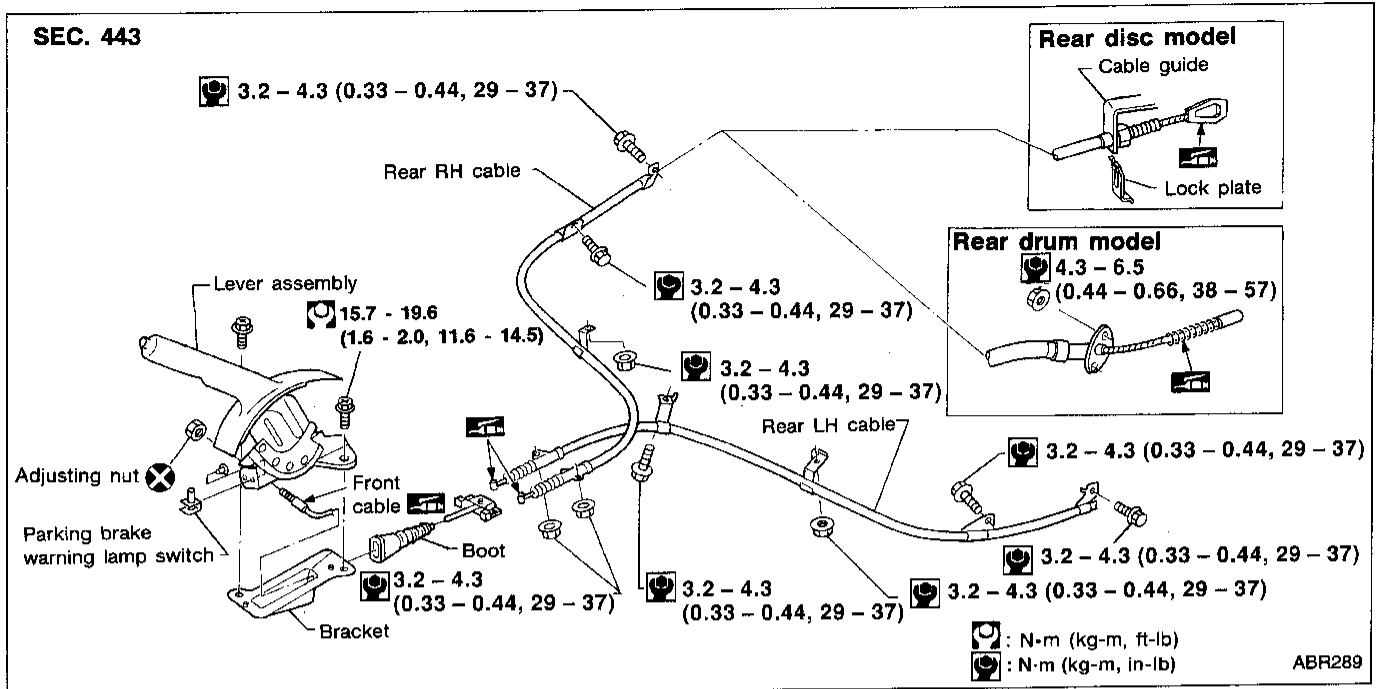 SEC. 443
3.2 – 4.3 (0.33 – 0.44, 29 – 37)
Rear RH cable
Rear disc model
Cable guide
Lock plate
Rear drum model
4.3 – 6.5
(0.44 – 0.66, 38 – 57)
Lever assembly
15.7 - 19.6
(1.6 - 2.0, 11.6 - 14.5)
3.2 – 4.3
(0.33 – 0.44, 29 – 37)
3.2 – 4.3
(0.33 – 0.44, 29 – 37)
Rear LH cable
3.2 – 4.3 (0.33 – 0.44, 29 – 37)
Adjusting nut
Front
cable
Parking brake
warning lamp switch
Boot
3.2 – 4.3
(0.33 – 0.44, 29 – 37)
3.2 – 4.3
(0.33 – 0.44, 29 – 37)
3.2 – 4.3 (0.33 – 0.44, 29 – 37)
3.2 – 4.3 (0.33 – 0.44, 29 – 37)
Bracket
: N•m (kg-m, ft-lb)
: N•m (kg-m, in-lb)
ABR289